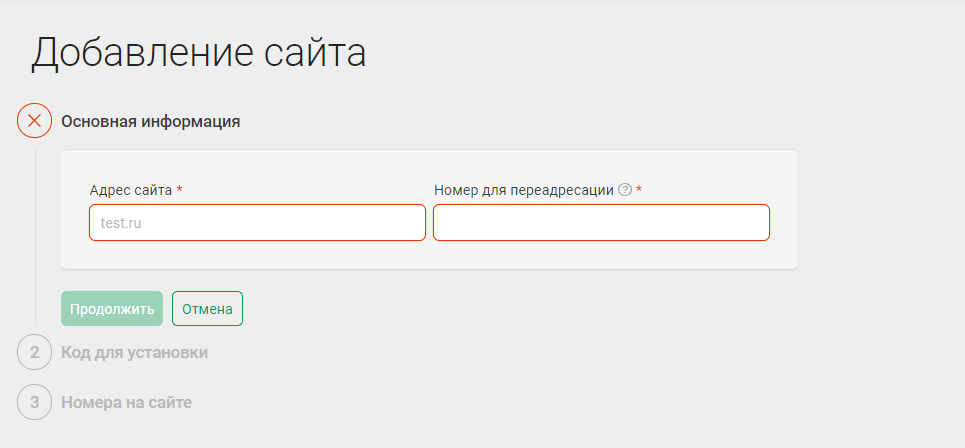 Добавление сайта
Основная информация
Адрес сайта * Номер для переадресации ? *
test.ru
Продолжить Отмена
2 Код для установки
3 Номера на сайте